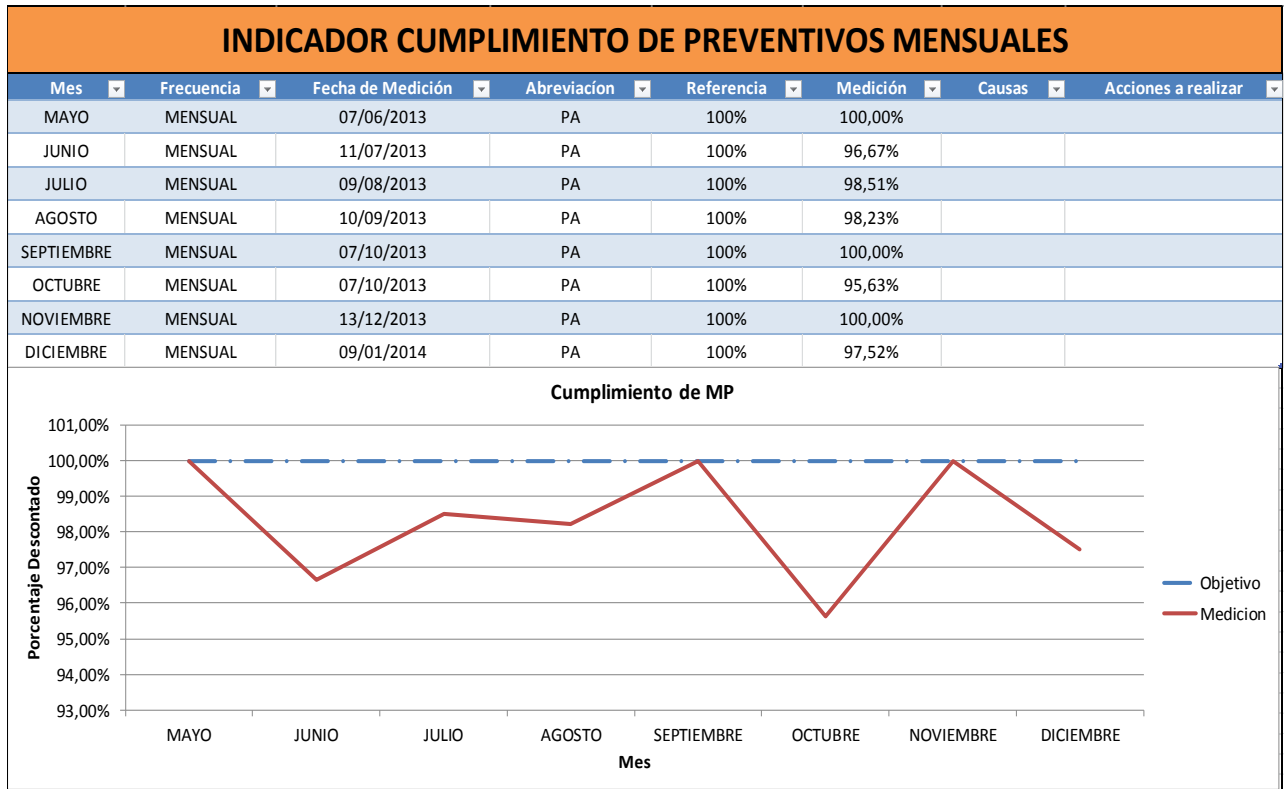 INDICADOR CUMPLIMIENTO DE PREVENTIVOS MENSUALES
Mes Frecuencia Fecha de Medición Abreviacíon Referencia Medición Causas Acciones a realizar
MAYO MENSUAL 07/06/2013 PA 100% 100,00%
JUNIO MENSUAL 11/07/2013 PA 100% 96,67%
JULIO MENSUAL 09/08/2013 PA 100% 98,51%
AGOSTO MENSUAL 10/09/2013 PA 100% 98,23%
SEPTIEMBRE MENSUAL 07/10/2013 PA 100% 100,00%
OCTUBRE MENSUAL 07/10/2013 PA 100% 95,63%
NOVIEMBRE MENSUAL 13/12/2013 PA 100% 100,00%
DICIEMBRE MENSUAL 09/01/2014 PA 100% 97,52%
Cumplimiento de MP
Porcentaje Descontado
101,00%
100,00%
99,00%
98,00%
97,00%
96,00%
95,00%
94,00%
93,00%
MAYO JUNIO JULIO AGOSTO SEPTIEMBRE OCTUBRE NOVIEMBRE DICIEMBRE
Mes
Objetivo
Medicion